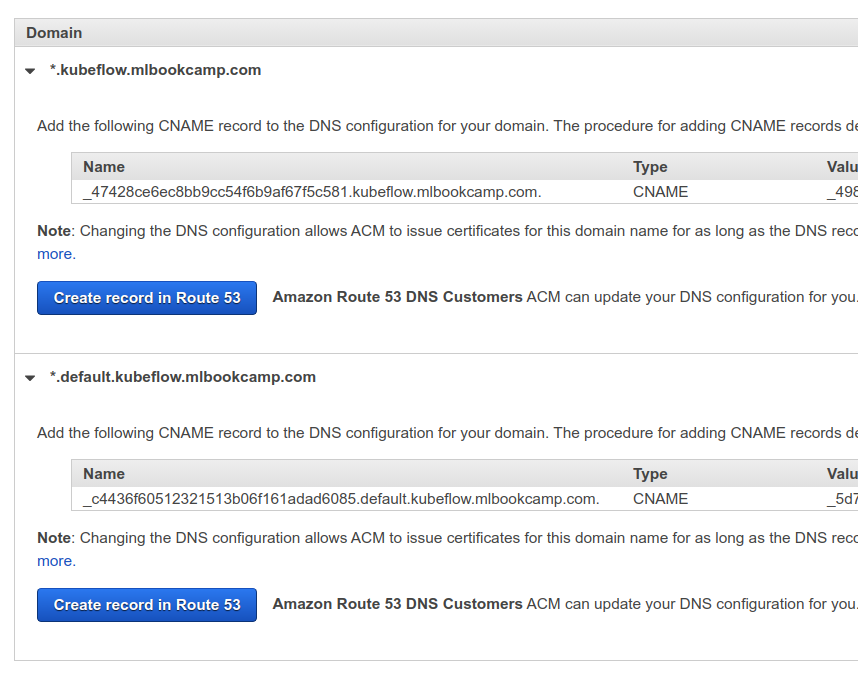 Domain
*.kubeflow.mlbookcamp.com
Add the following CNAME record to the DNS configuration for your domain. The procedure for adding CNAME records de
Name Type Valu
_47428ce6ec8bb9cc54f6b9af67f5c581.kubeflow.mlbookcamp.com. CNAME _498
Note: Changing the DNS configuration allows ACM to issue certificates for this domain name for as long as the DNS reco
more.
Create record in Route 53 Amazon Route 53 DNS Customers ACM can update your DNS configuration for you.
*.default.kubeflow.mlbookcamp.com
Add the following CNAME record to the DNS configuration for your domain. The procedure for adding CNAME records de
Name Type Valu
_c4436f60512321513b06f161adad6085.default.kubeflow.mlbookcamp.com. CNAME _5d7
Note: Changing the DNS configuration allows ACM to issue certificates for this domain name for as long as the DNS reco
more.
Create record in Route 53 Amazon Route 53 DNS Customers ACM can update your DNS configuration for you.